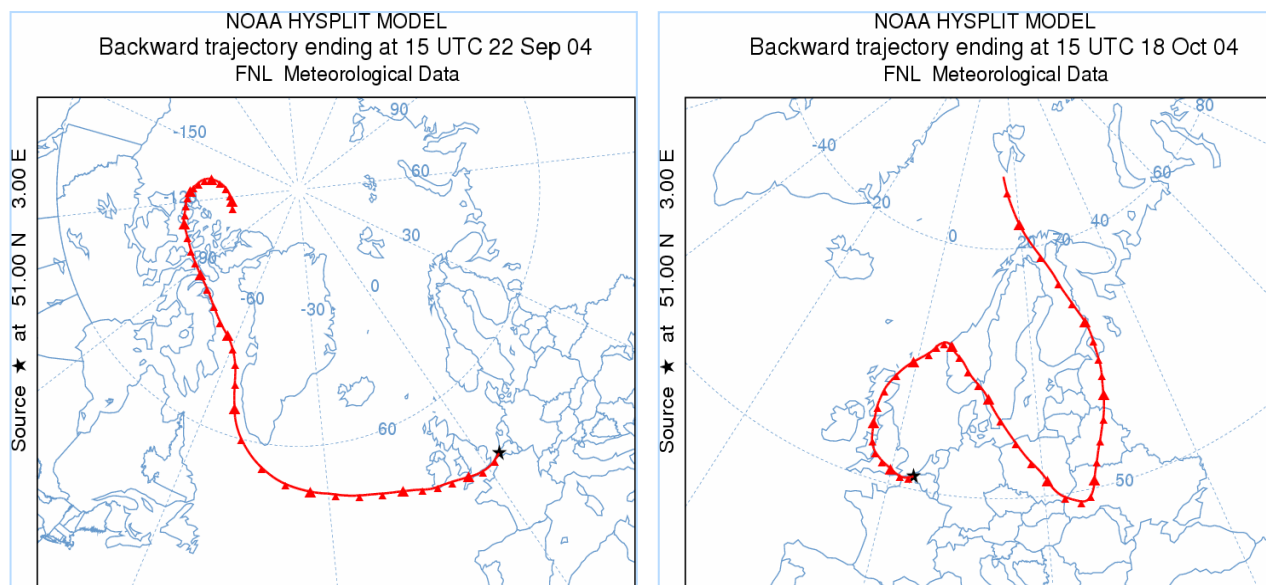 NOAA HYSPLIT MODEL
Backward trajectory ending at 15 UTC 22 Sep 04
FNL Meteorological Data
Source ★ at 51.00 N 3.00 E
-150
90
60
-120
30
-90
0
-60
-30
60
NOAA HYSPLIT MODEL
Backward trajectory ending at 15 UTC 18 Oct 04
FNL Meteorological Data
Source ★ at 51.00 N 3.00 E
80
-40
60
-20
40
0
20
70
50